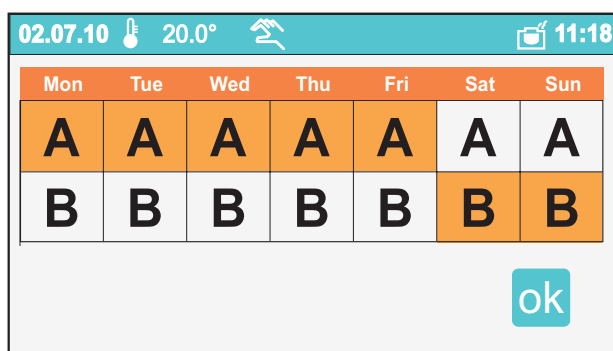 02.07.10 20.0° 11:18
Mon Tue Wed Thu Fri Sat Sun
A A A A A A A
B B B B B B B
ok